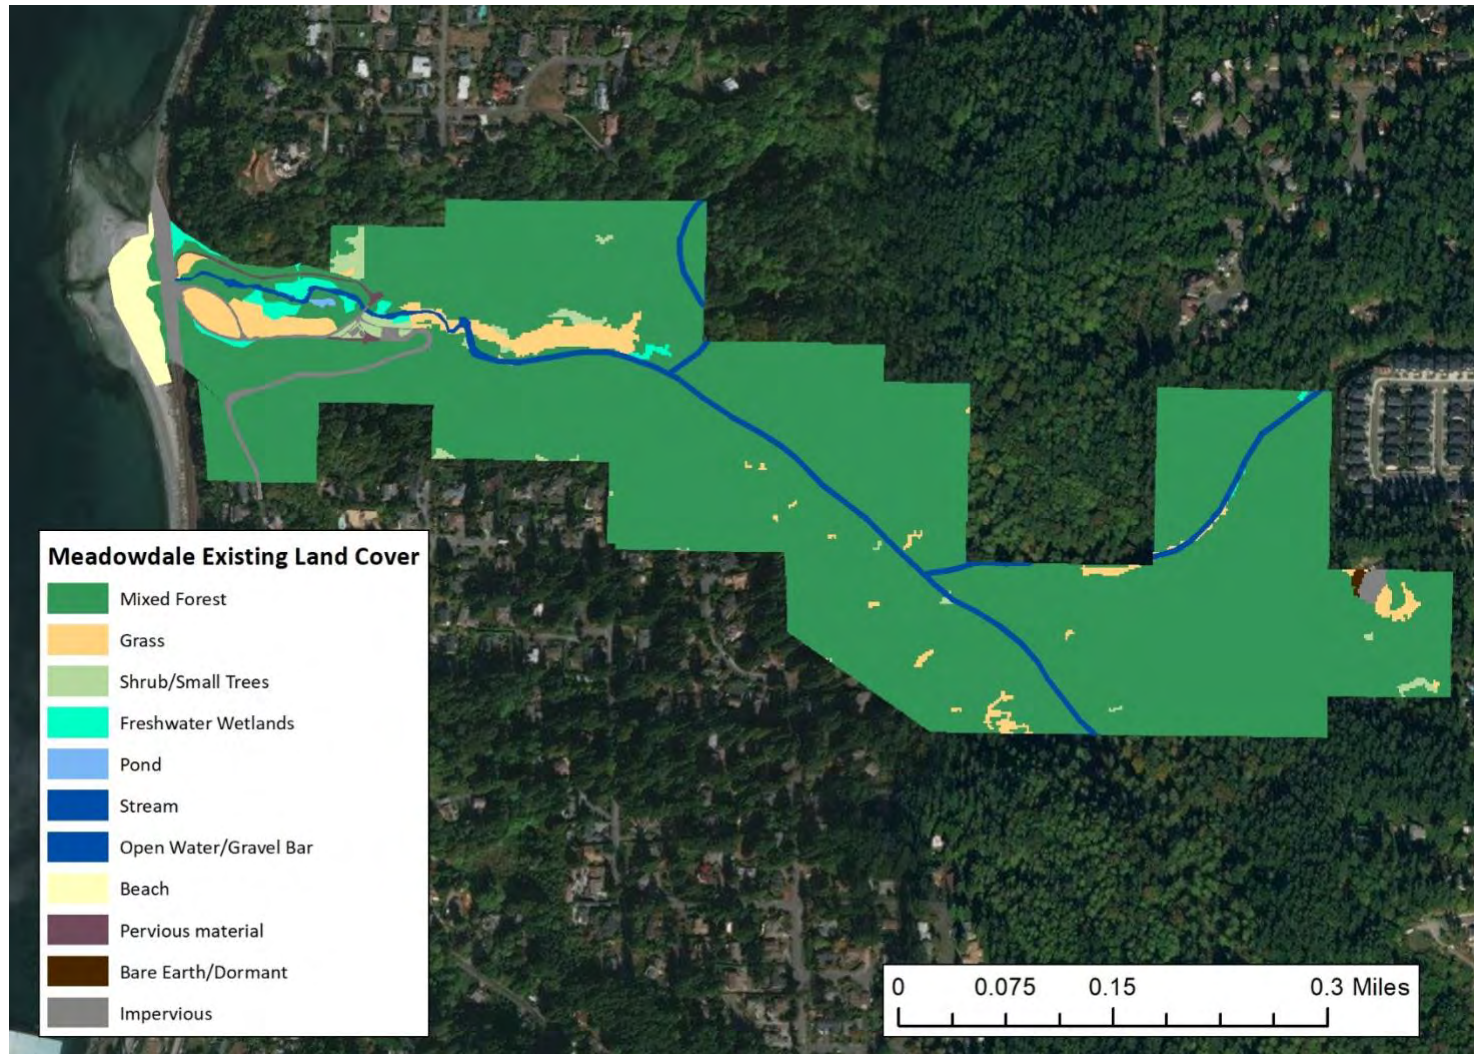 Meadowdale Existing Land Cover
Mixed Forest
Grass
Shrub/Small Trees
Freshwater Wetlands
Pond
Stream
Open Water/Gravel Bar
Beach
Pervious material
Bare Earth/Dormant
Impervious
0 0.075 0.15 0.3 Miles